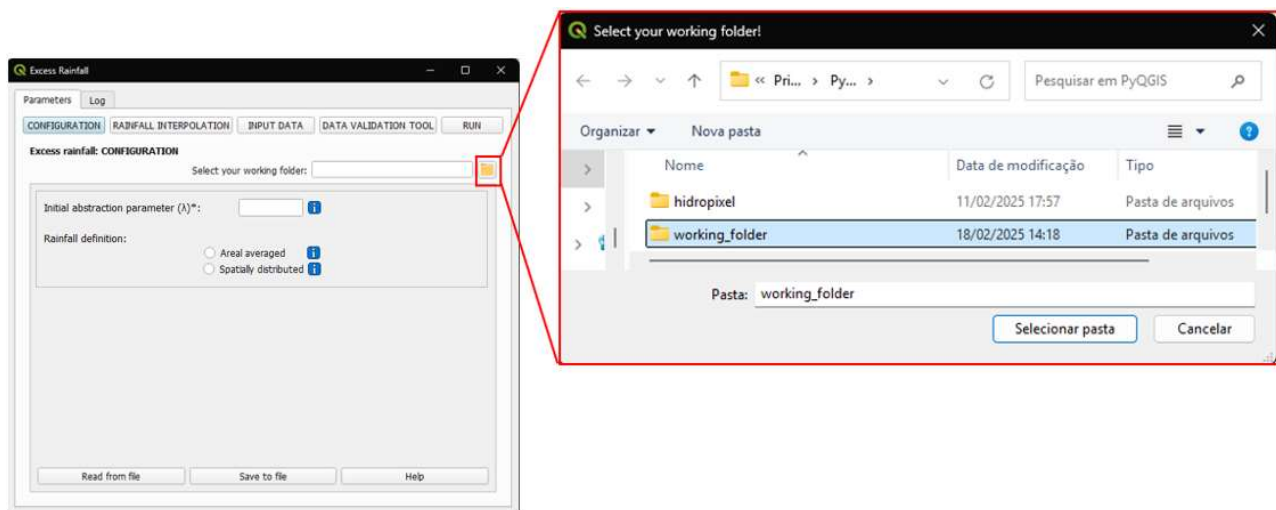 Excess Rainfall
Parameters Log
CONFIGURATION RAINFALL INTERPOLATION INPUT DATA DATA VALIDATION TOOL RUN
Excess rainfall: CONFIGURATION
Select your working folder:
Initial abstraction parameter (λ)*:
Rainfall definition:
Areal averaged
Spatially distributed
Read from file Save to file Help
Select your working folder!
« Pri... › Py... › Pesquisar em PyQGIS
Organizar Nova pasta
Nome Data de modificação Tipo
hidropixel 11/02/2025 17:57 Pasta de arquivos
working_folder 18/02/2025 14:18 Pasta de arquivos
Pasta: working_folder
Selecionar pasta Cancelar